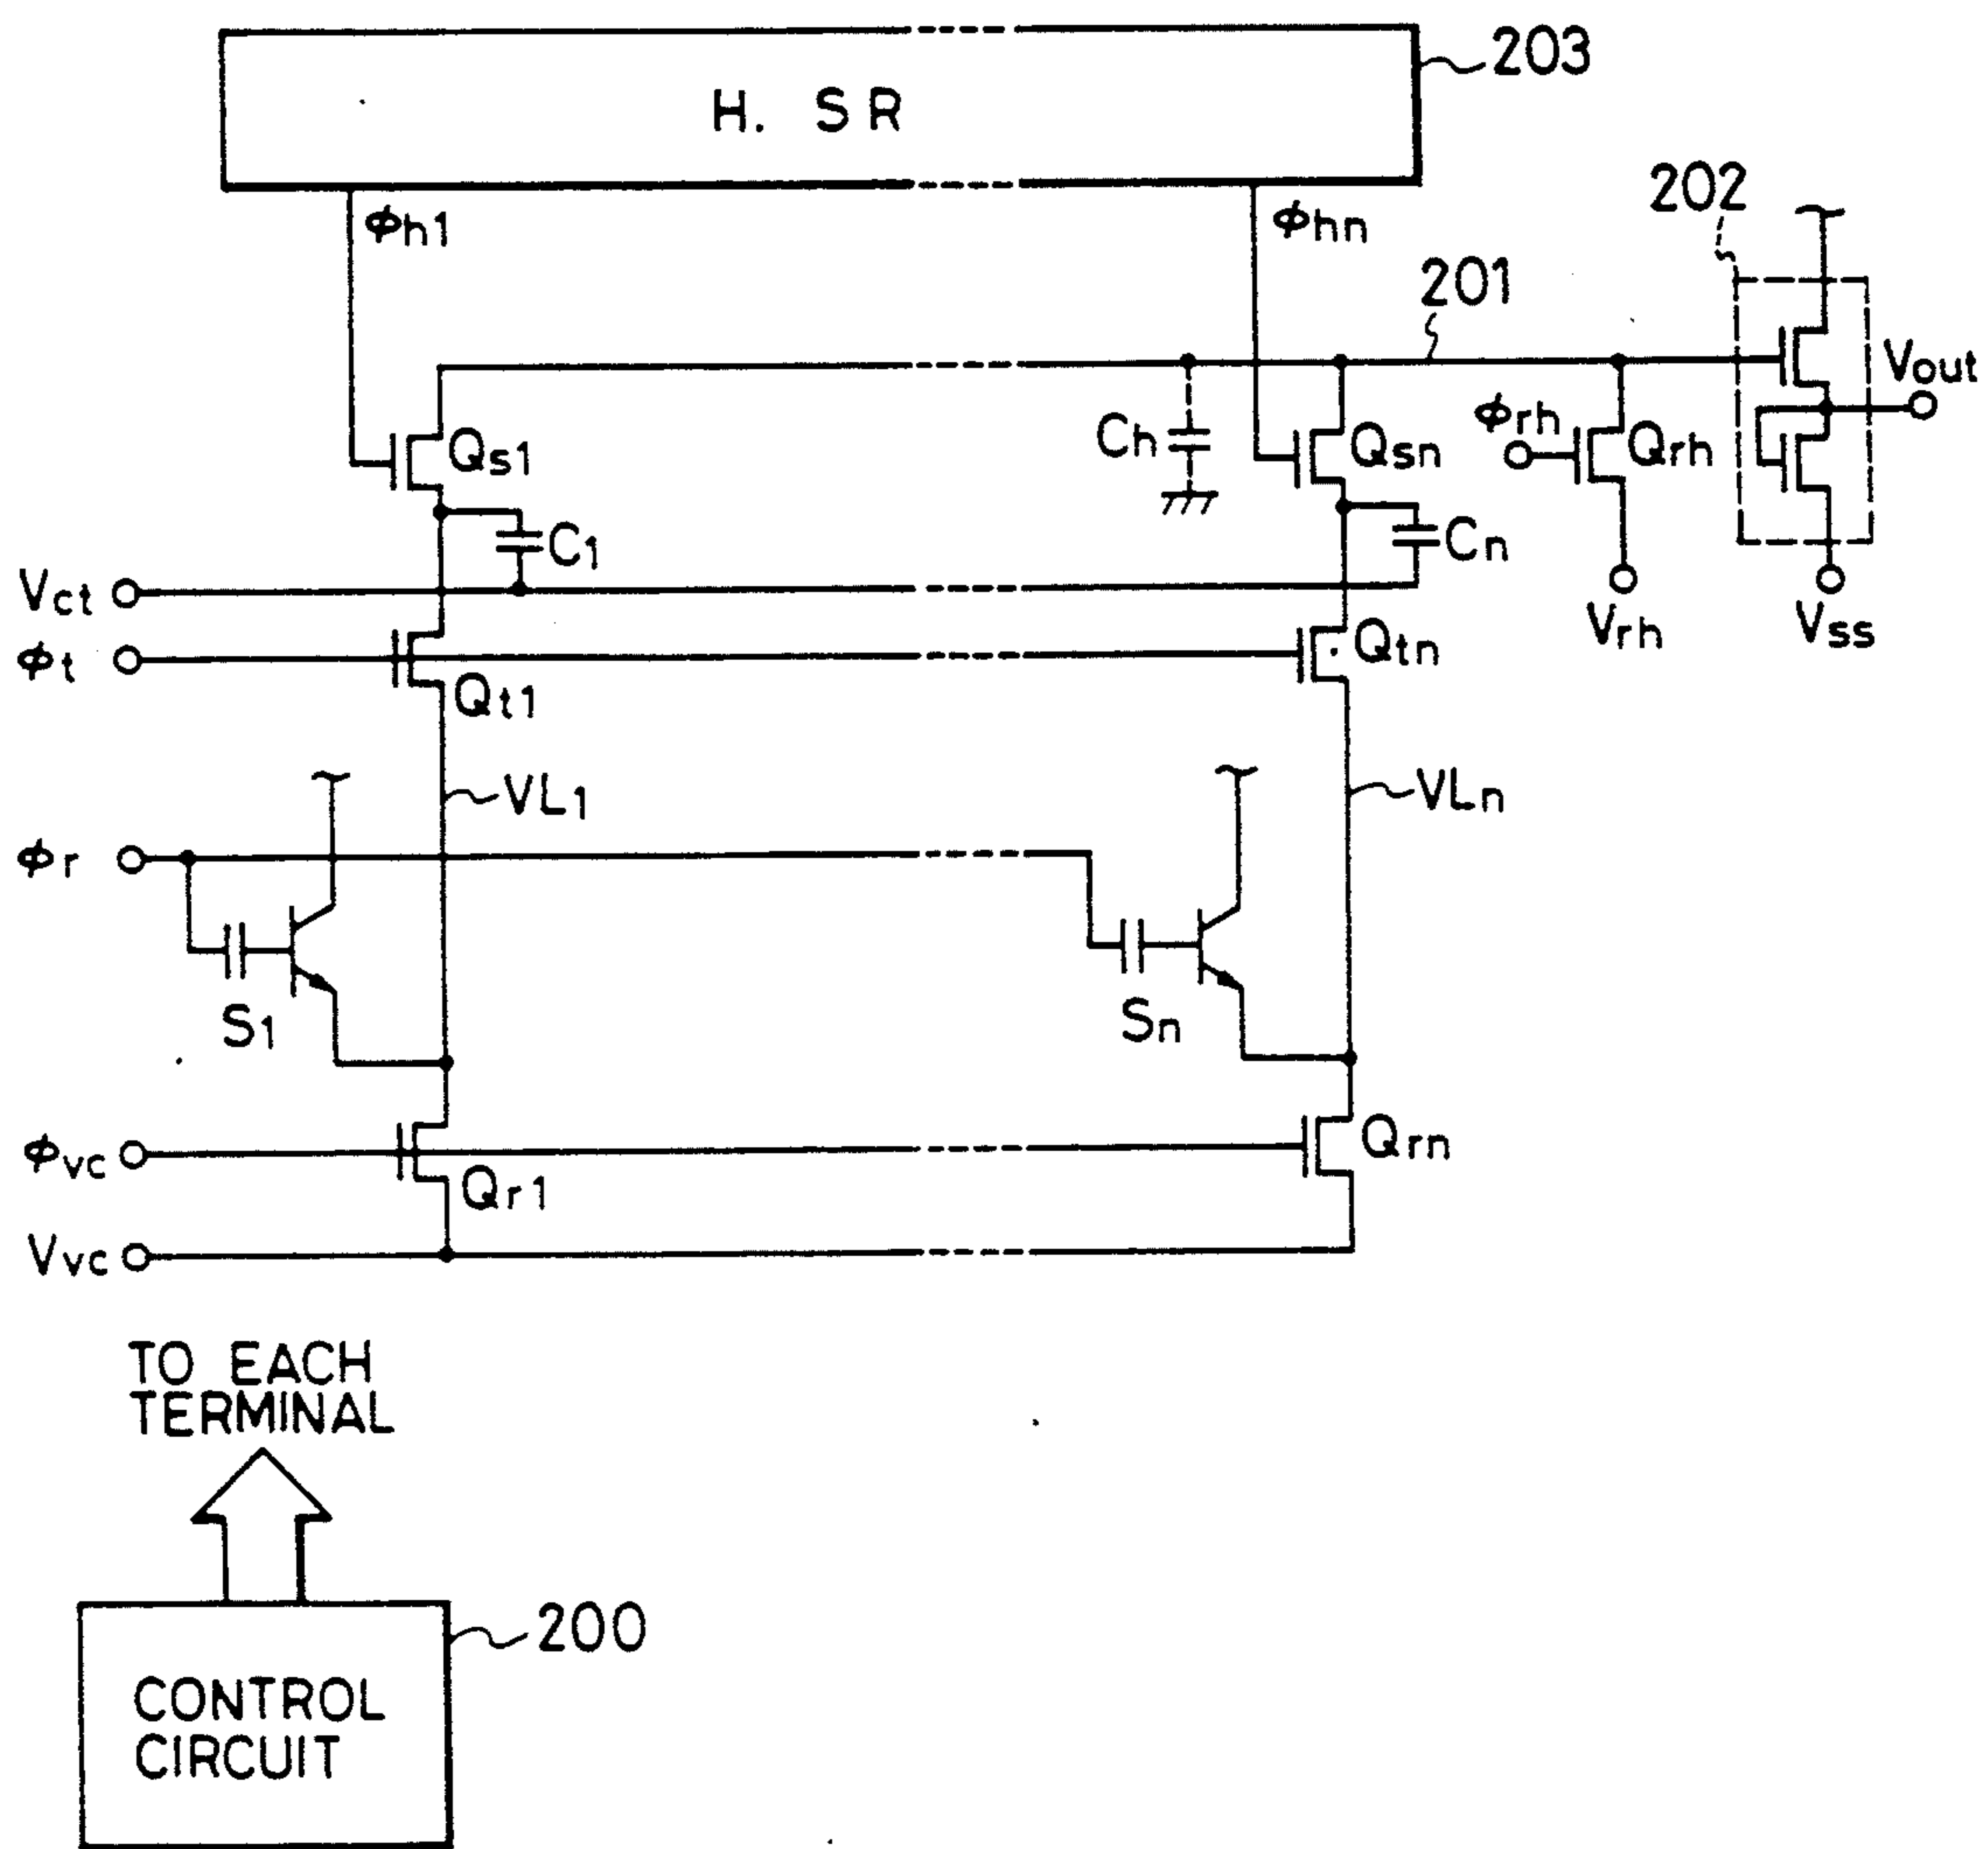 203
H. SR
202
ϕh1
ϕhn
201
Vout
ϕrh
Qs1
Ch
Qsn
Qrh
C1
Cn
Vct
Vrh
Vss
ϕt
Qtn
Qt1
VL1
VLn
ϕr
S1
Sn
ϕvc
Qrn
Qr1
Vvc
TO EACH
TERMINAL
200
CONTROL
CIRCUIT